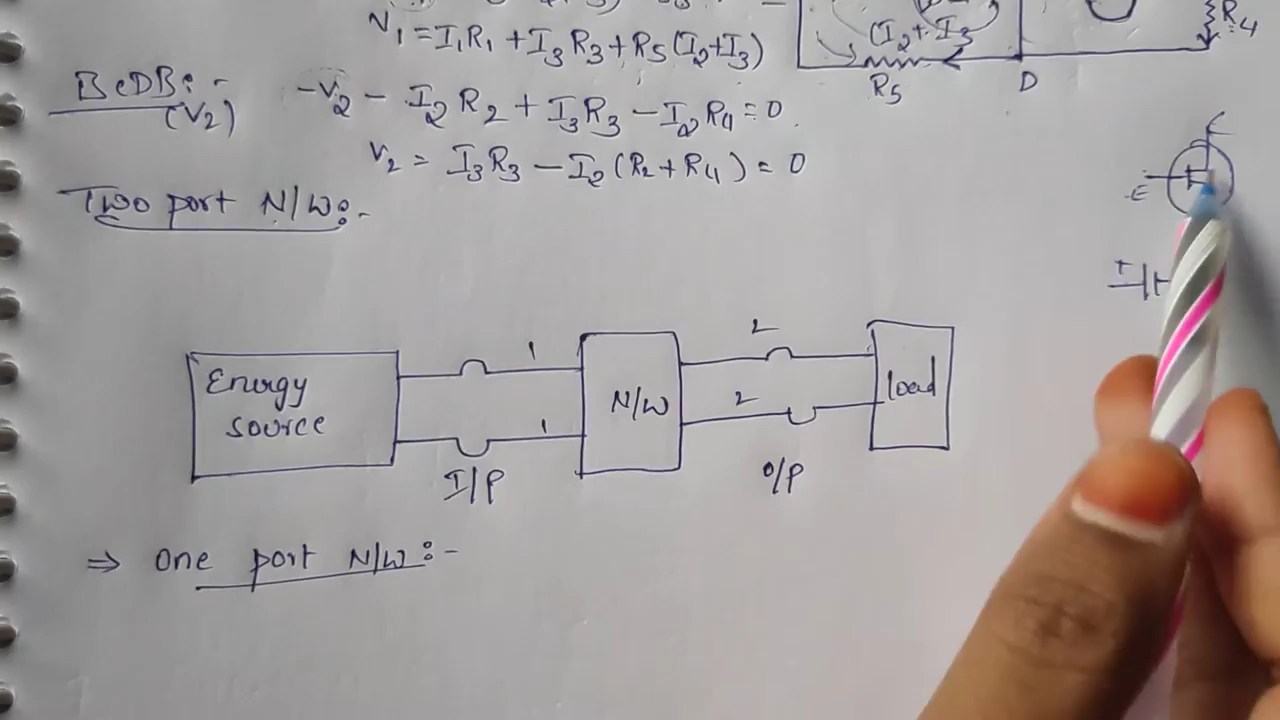 V₁ = I₁R₁ + I₃R₃ + R₅(I₂+I₃)
(I₂+I₃
R₄
R₅
D
BCDB:-
(V₂)
-V₂ - I₂R₂ + I₃R₃ - I₂R₄ = 0.
V₂ = I₃R₃ - I₂(R₂+R₄) = 0
C
E
Two port N/W:-
+
Energy
source
1
1
I/P
N/W
2
2
O/P
load
⇒ One port N/W:-